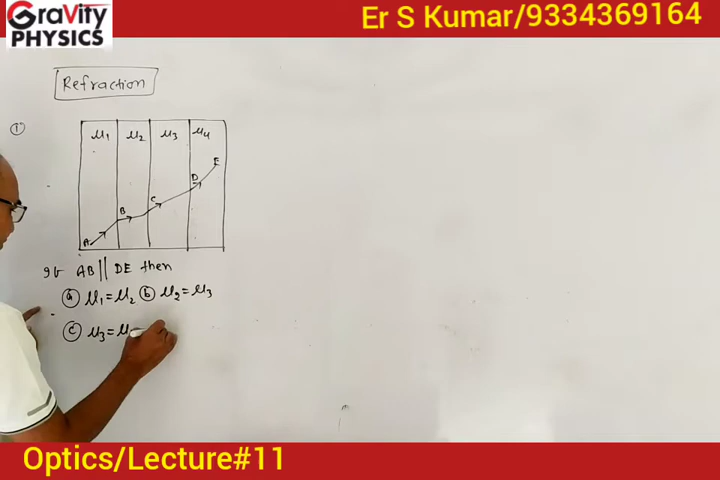 GRAVITY
PHYSICS
Er S Kumar/9334369164
Refraction
①
μ1 μ2 μ3 μ4
E
D
C
B
A
If AB || DE then
ⓐ μ1=μ2 ⓑ μ2=μ3
ⓒ μ3=μ
Optics/Lecture#11